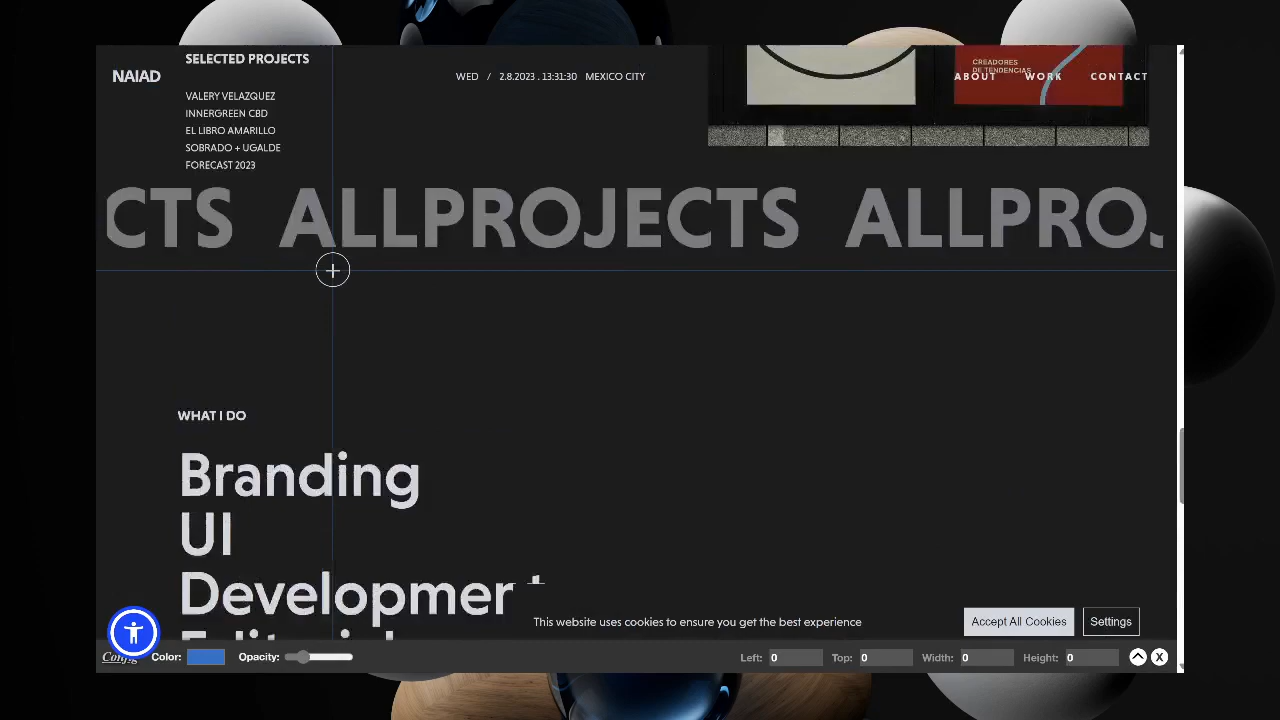 SELECTED PROJECTS
NAIAD
WED / 2.8.2023 . 13:31:30 MEXICO CITY
CREADORES
DE TENDENCIAS
ABOUT WORK CONTACT
VALERY VELAZQUEZ
INNERGREEN CBD
EL LIBRO AMARILLO
SOBRADO + UGALDE
FORECAST 2023
CTS ALLPROJECTS ALLPROJ
WHAT I DO
Branding
UI
Development
This website uses cookies to ensure you get the best experience
Accept All Cookies
Settings
Color:
Opacity:
Left: 0 Top: 0 Width: 0 Height: 0
X